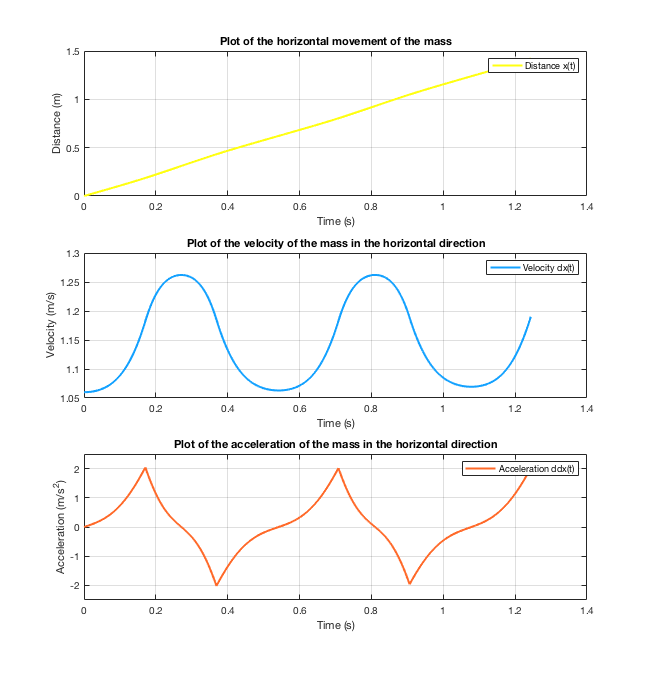 Plot of the horizontal movement of the mass
1.5
1
0.5
0
Distance (m)
Distance x(t)
0 0.2 0.4 0.6 0.8 1 1.2 1.4
Time (s)
Plot of the velocity of the mass in the horizontal direction
1.3
1.25
1.2
1.15
1.1
1.05
Velocity (m/s)
Velocity dx(t)
0 0.2 0.4 0.6 0.8 1 1.2 1.4
Time (s)
Plot of the acceleration of the mass in the horizontal direction
2
1
0
-1
-2
Acceleration (m/s²)
Acceleration ddx(t)
0 0.2 0.4 0.6 0.8 1 1.2 1.4
Time (s)